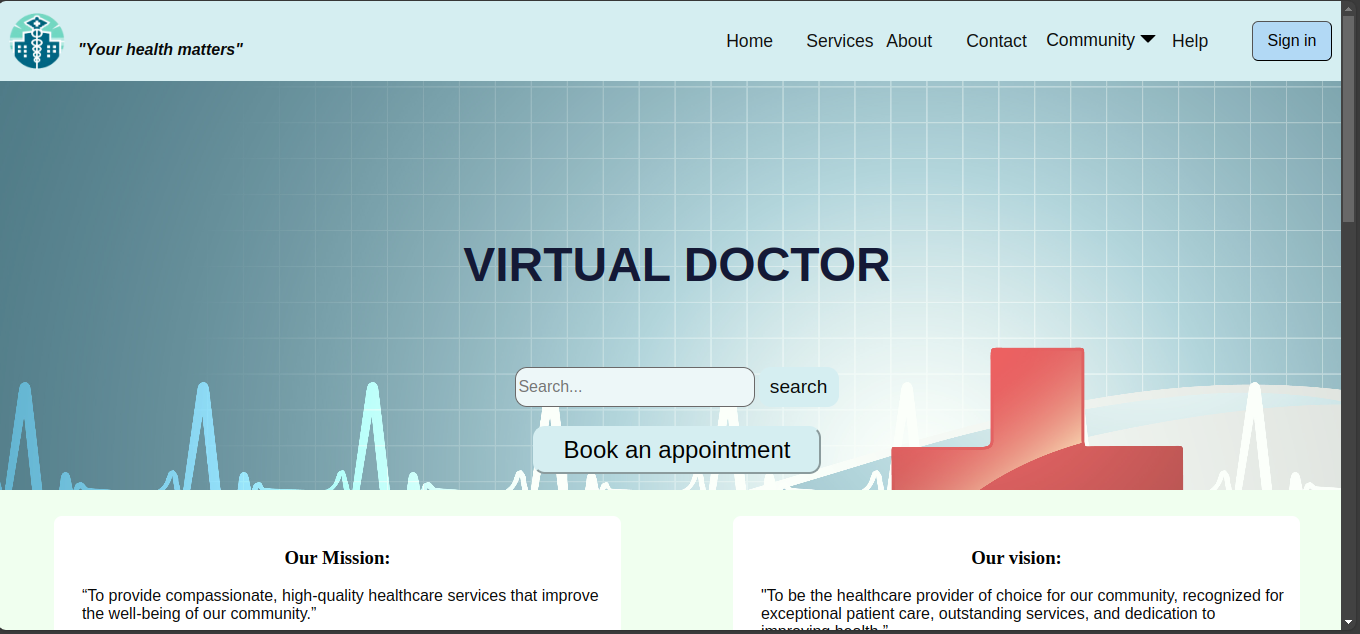 "Your health matters"
Home Services About Contact Community Help Sign in
VIRTUAL DOCTOR
Search... search
Book an appointment
Our Mission:
“To provide compassionate, high-quality healthcare services that improve
the well-being of our community.”
Our vision:
"To be the healthcare provider of choice for our community, recognized for
exceptional patient care, outstanding services, and dedication to
improving health.”